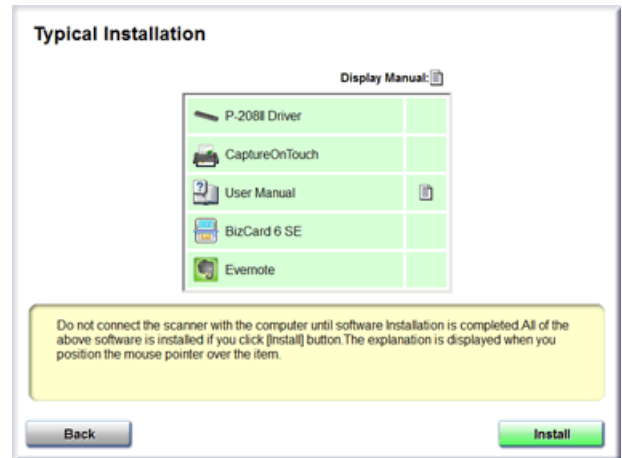 Typical Installation
Display Manual:
P-208II Driver
CaptureOnTouch
User Manual
BizCard 6 SE
Evernote
Do not connect the scanner with the computer until software Installation is completed.All of the
above software is installed if you click [Install] button.The explanation is displayed when you
position the mouse pointer over the item.
Back
Install